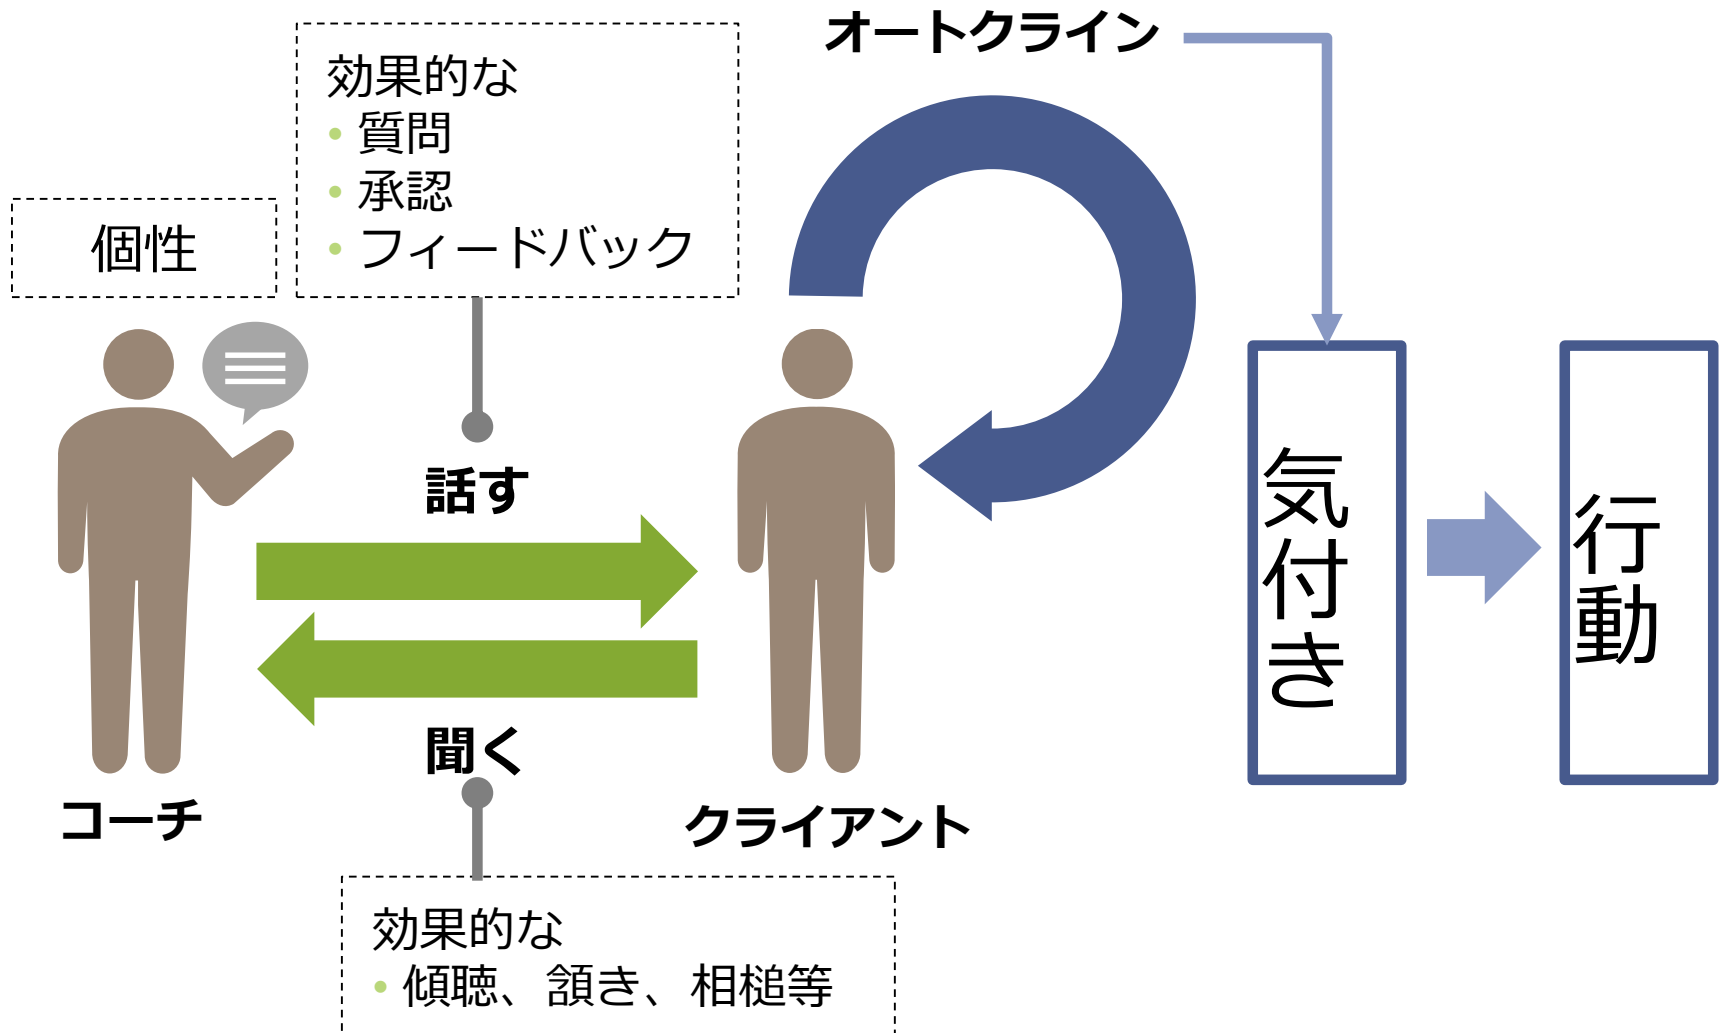 オートクライン
効果的な
• 質問
• 承認
• フィードバック
個性
話す
聞く
コーチ
クライアント
気付き
行動
効果的な
• 傾聴、頷き、相槌等